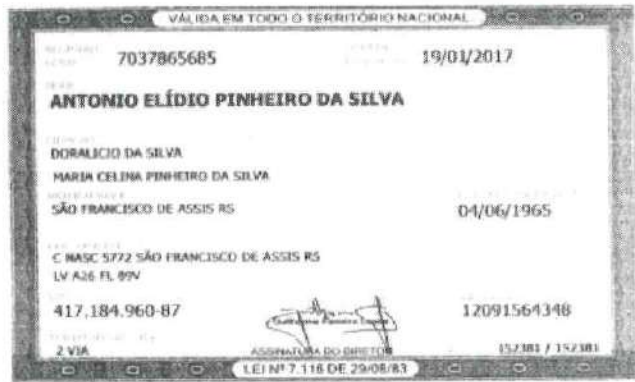 VÁLIDA EM TODO O TERRITÓRIO NACIONAL
7037865685 19/01/2017
ANTONIO ELÍDIO PINHEIRO DA SILVA
DORALICIO DA SILVA
MARIA CELINA PINHEIRO DA SILVA
SÃO FRANCISCO DE ASSIS RS 04/06/1965
C NASC 5772 SÃO FRANCISCO DE ASSIS RS
LV A26 FL 89V
417.184.960-87 12091564348
2 VIA ASSINATURA DO DIRETOR 152381 / 152381
LEI Nº 7.116 DE 29/08/83